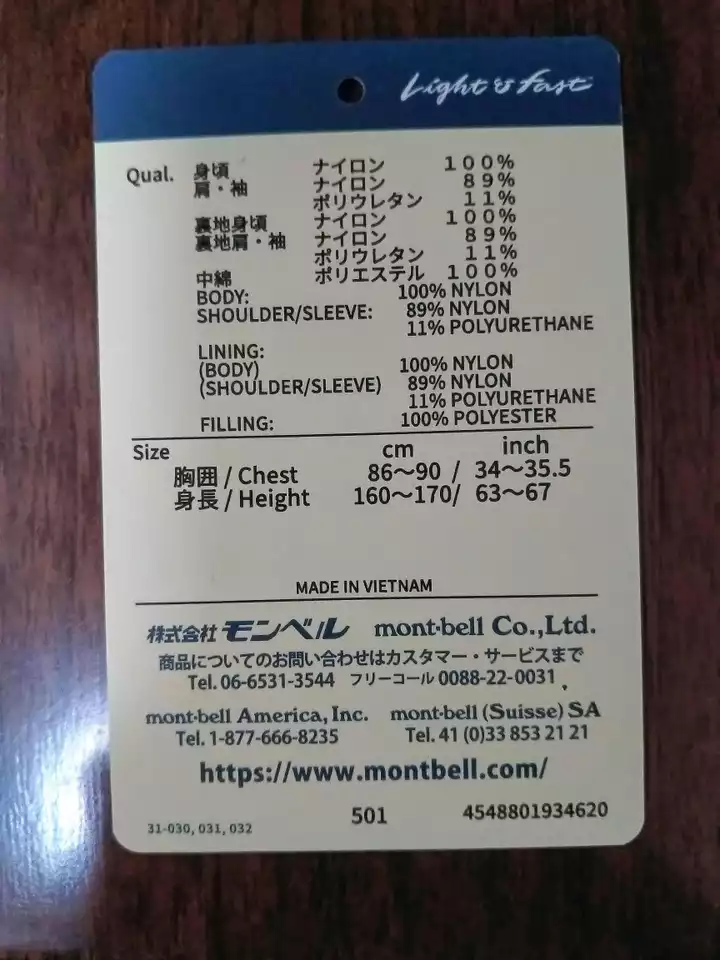 Light & Fast
Qual. 身頃 ナイロン 100%
肩・袖 ナイロン 89%
ポリウレタン 11%
裏地身頃 ナイロン 100%
裏地肩・袖 ナイロン 89%
ポリウレタン 11%
中綿 ポリエステル 100%
BODY: 100% NYLON
SHOULDER/SLEEVE: 89% NYLON
11% POLYURETHANE
LINING:
(BODY) 100% NYLON
(SHOULDER/SLEEVE) 89% NYLON
11% POLYURETHANE
FILLING: 100% POLYESTER
Size cm inch
胸囲 / Chest 86～90 / 34～35.5
身長 / Height 160～170/ 63～67
MADE IN VIETNAM
株式会社 モンベル mont-bell Co.,Ltd.
商品についてのお問い合わせはカスタマー・サービスまで
Tel. 06-6531-3544 フリーコール 0088-22-0031
mont-bell America, Inc. mont-bell (Suisse) SA
Tel. 1-877-666-8235 Tel. 41 (0)33 853 21 21
https://www.montbell.com/
31-030, 031, 032 501 4548801934620